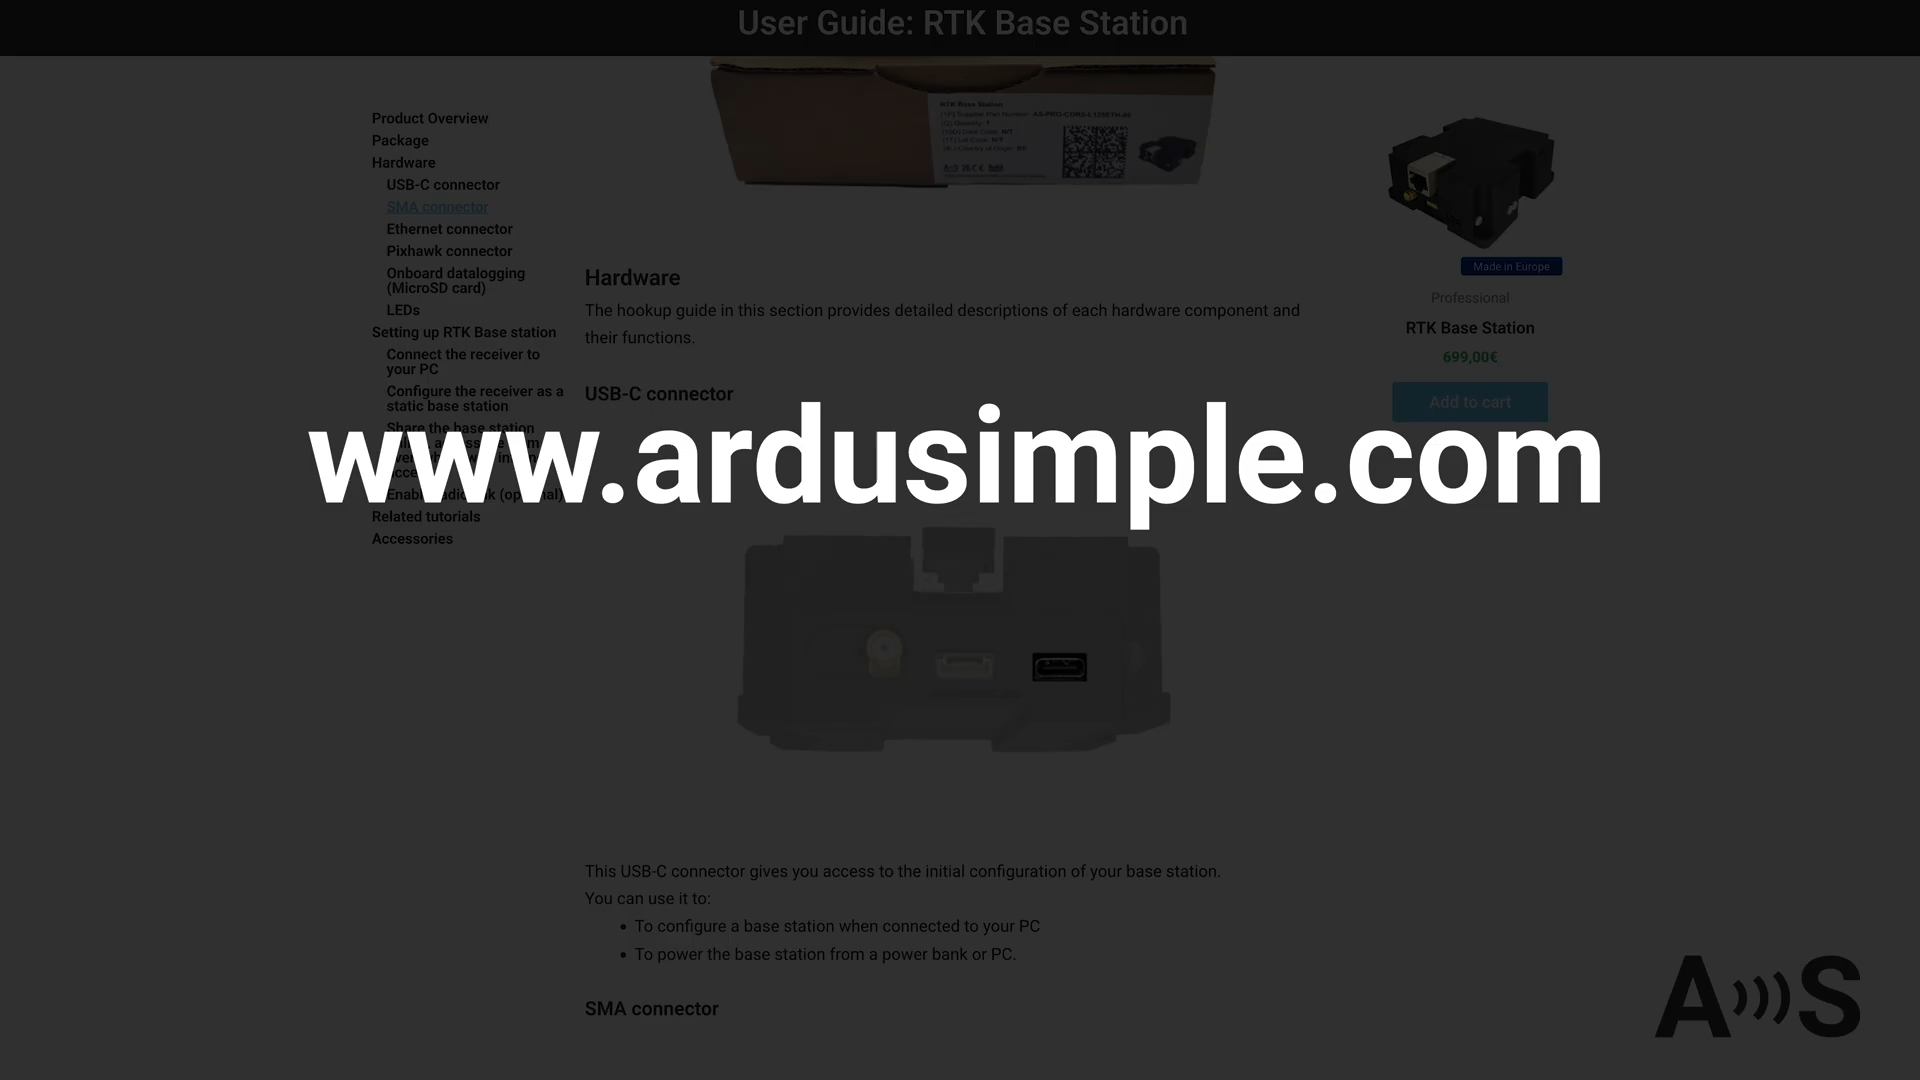 User Guide: RTK Base Station
RTK Base Station
Product Overview
Package
Hardware
USB-C connector
SMA connector
Ethernet connector
Pixhawk connector
Onboard datalogging
(MicroSD card)
LEDs
Setting up RTK Base station
Connect the receiver to
your PC
Configure the receiver as a
static base station
Share the base station
Related tutorials
Accessories
Hardware
The hookup guide in this section provides detailed descriptions of each hardware component and
their functions.
USB-C connector
Made in Europe
Professional
RTK Base Station
699,00€
Add to cart
www.ardusimple.com
This USB-C connector gives you access to the initial configuration of your base station.
You can use it to:
• To configure a base station when connected to your PC
• To power the base station from a power bank or PC.
SMA connector
A S